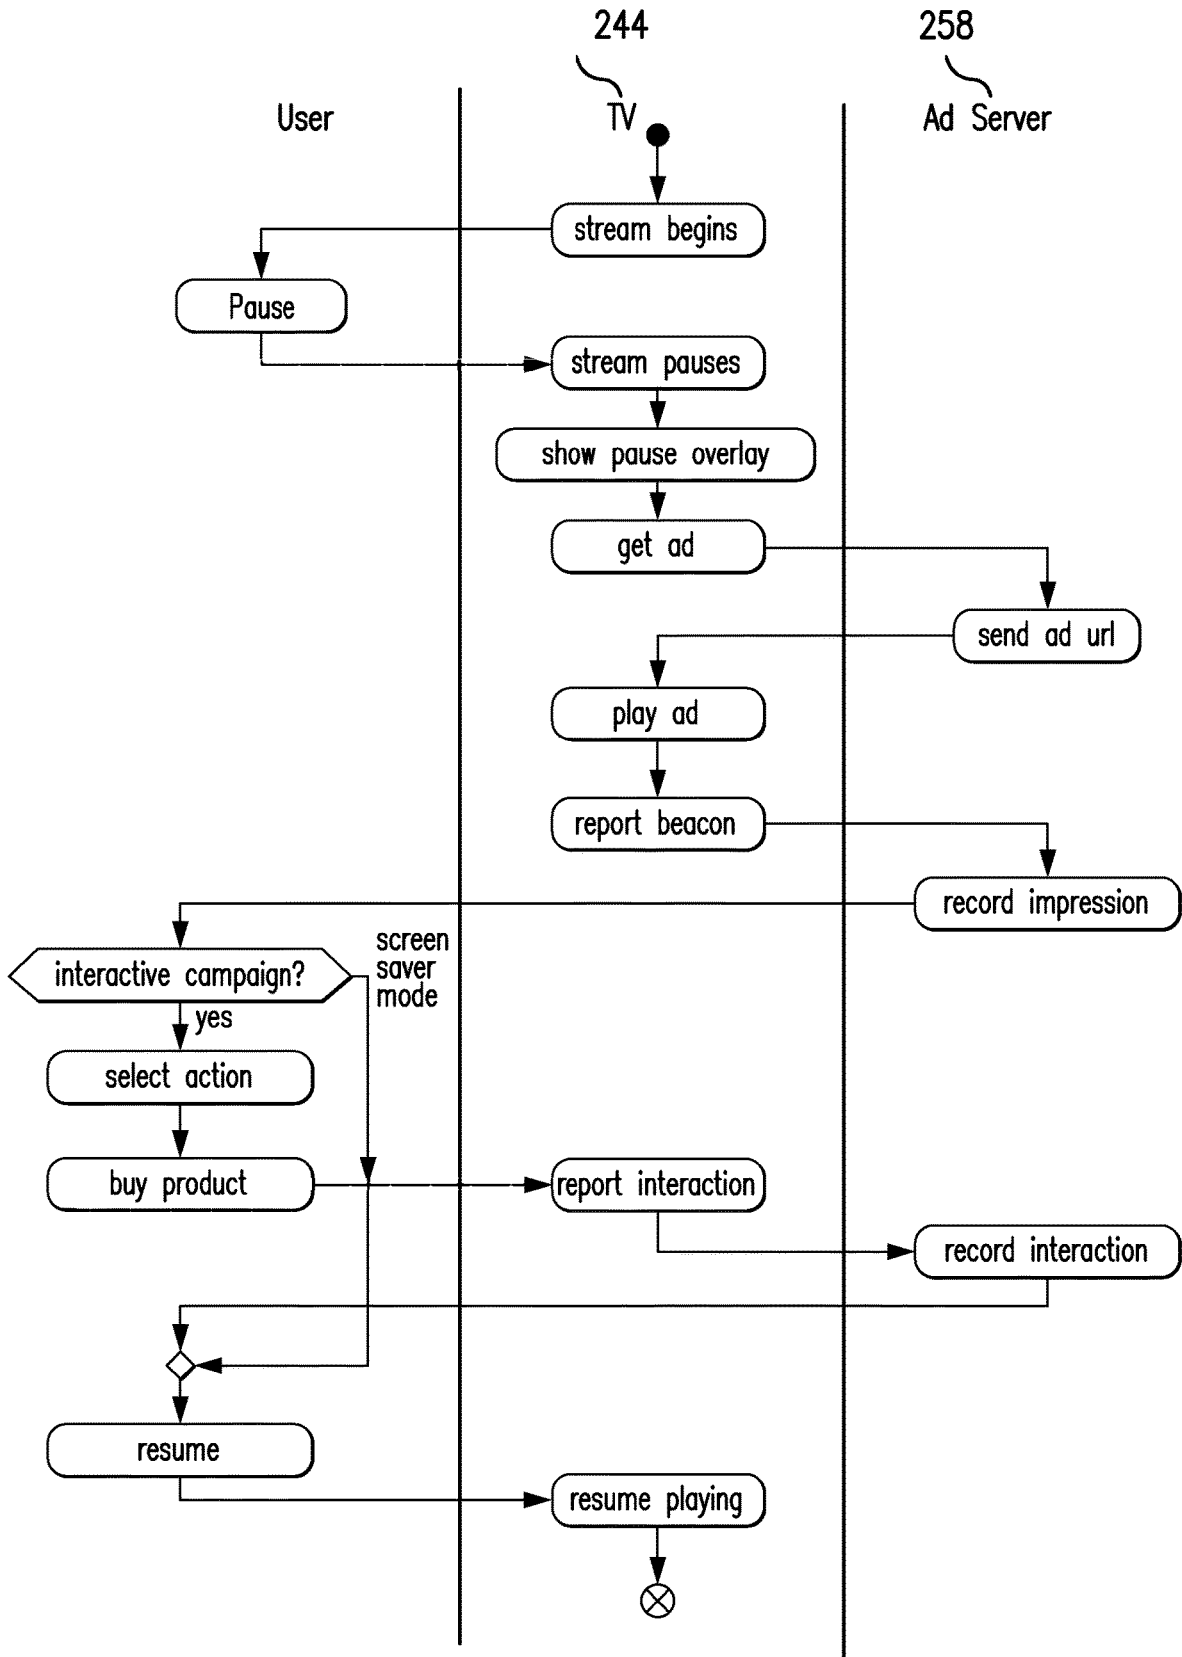 244
258
User
TV
Ad Server
stream begins
Pause
stream pauses
show pause overlay
get ad
send ad url
play ad
report beacon
record impression
screen
saver
mode
interactive campaign?
yes
select action
buy product
report interaction
record interaction
resume
resume playing